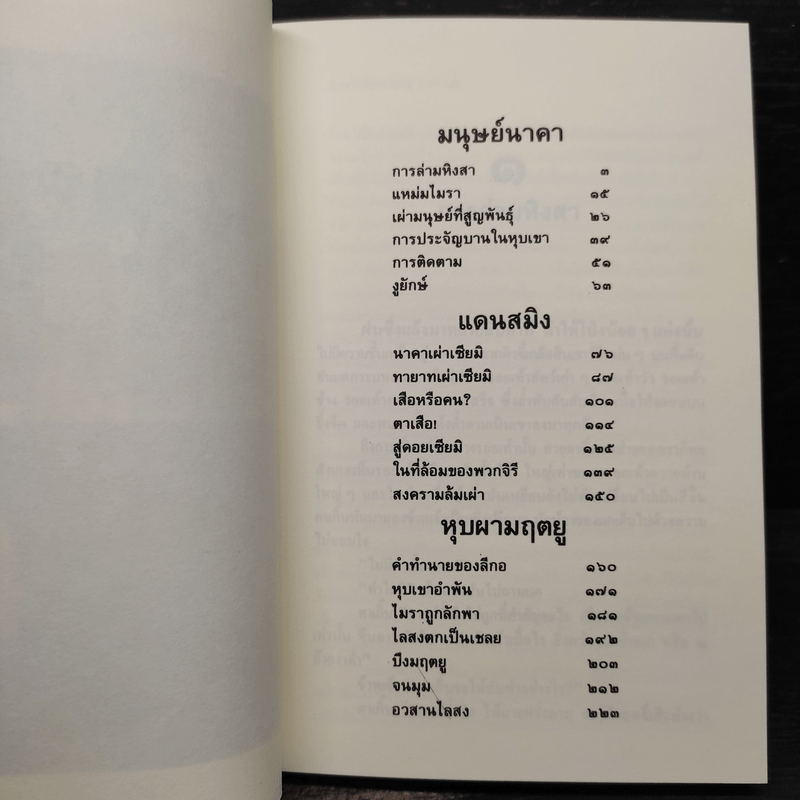 มนุษย์นาคา
การล่ามหิงสา ๓
แหม่มไมรา ๑๕
เผ่ามนุษย์ที่สูญพันธุ์ ๒๖
การประจัญบานในหุบเขา ๓๙
การติดตาม ๕๑
งูยักษ์ ๖๓
แดนสมิง
นาคาเผ่าเซียมิ ๗๖
ทายาทเผ่าเซียมิ ๘๗
เสือหรือคน? ๑๐๑
ตาเสือ! ๑๑๔
สู่ดอยเซียมิ ๑๒๕
ในที่ล้อมของพวกจิรี ๑๓๙
สงครามล้มเผ่า ๑๕๐
หุบผามฤตยู
คำทำนายของลีกอ ๑๖๐
หุบเขาอำพัน ๑๗๑
ไมราถูกลักพา ๑๘๑
ไลสงตกเป็นเชลย ๑๙๒
บึงมฤตยู ๒๐๓
จนมุม ๒๑๒
อวสานไลสง ๒๒๓